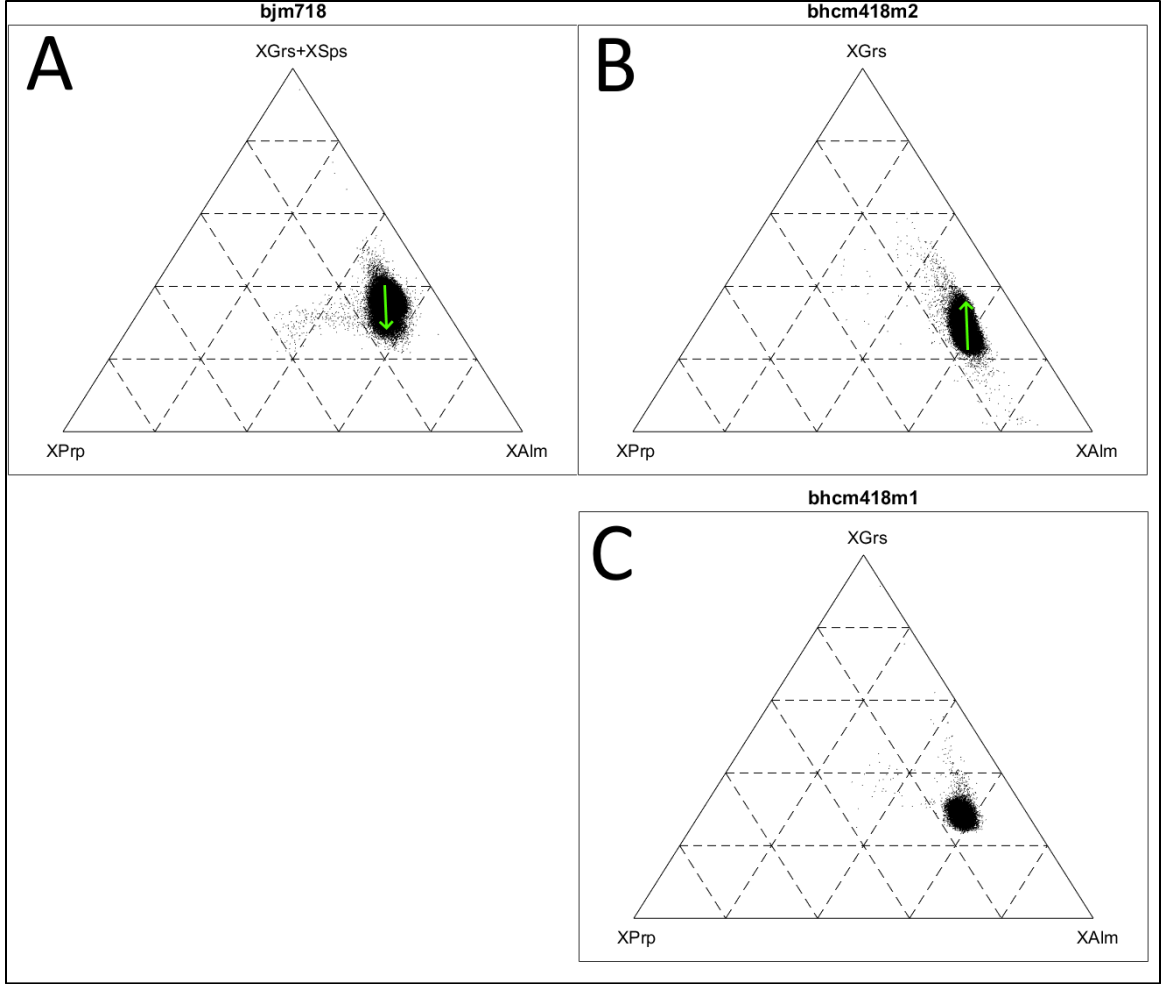 bjm718
A
XGrs+XSps
XPrp
XAlm
bhcm418m2
B
XGrs
XPrp
XAlm
bhcm418m1
C
XGrs
XPrp
XAlm